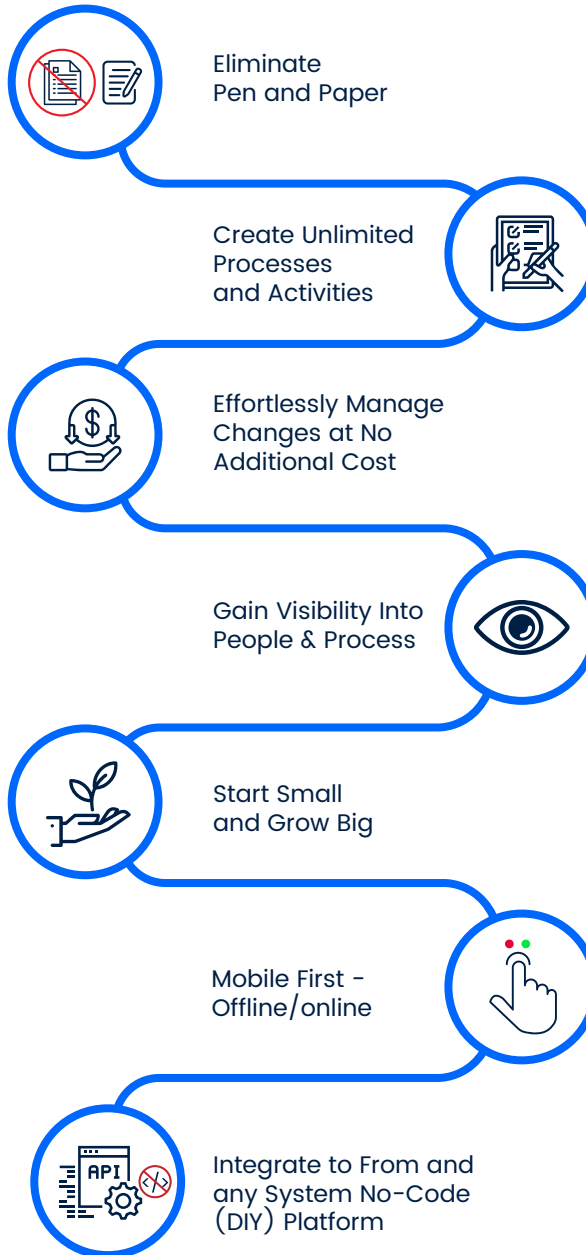 Eliminate
Pen and Paper
Create Unlimited
Processes
and Activities
$
Effortlessly Manage
Changes at No
Additional Cost
Gain Visibility Into
People & Process
Start Small
and Grow Big
Mobile First -
Offline/online
API
</>
Integrate to From and
any System No-Code
(DIY) Platform